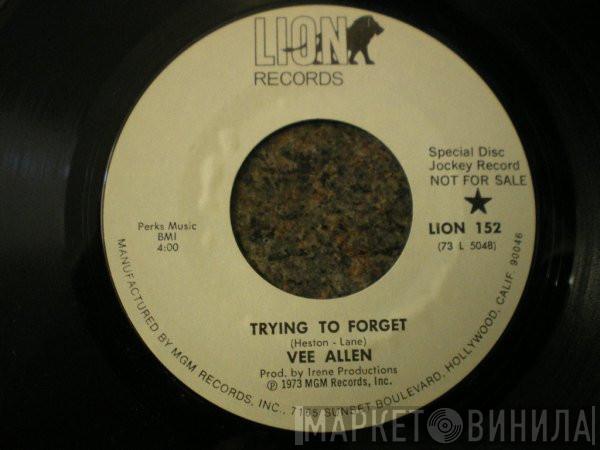 LION
RECORDS
Special Disc
Jockey Record
NOT FOR SALE
LION 152
(73 L 5048)
Perks Music
BMI
4:00
TRYING TO FORGET
(Heston - Lane)
VEE ALLEN
Prod. by Irene Productions
℗ 1973 MGM Records, Inc.
MANUFACTURED BY MGM RECORDS, INC., 7165 SUNSET BOULEVARD, HOLLYWOOD, CALIF. 90046
МАРКЕТ ВИНИЛА